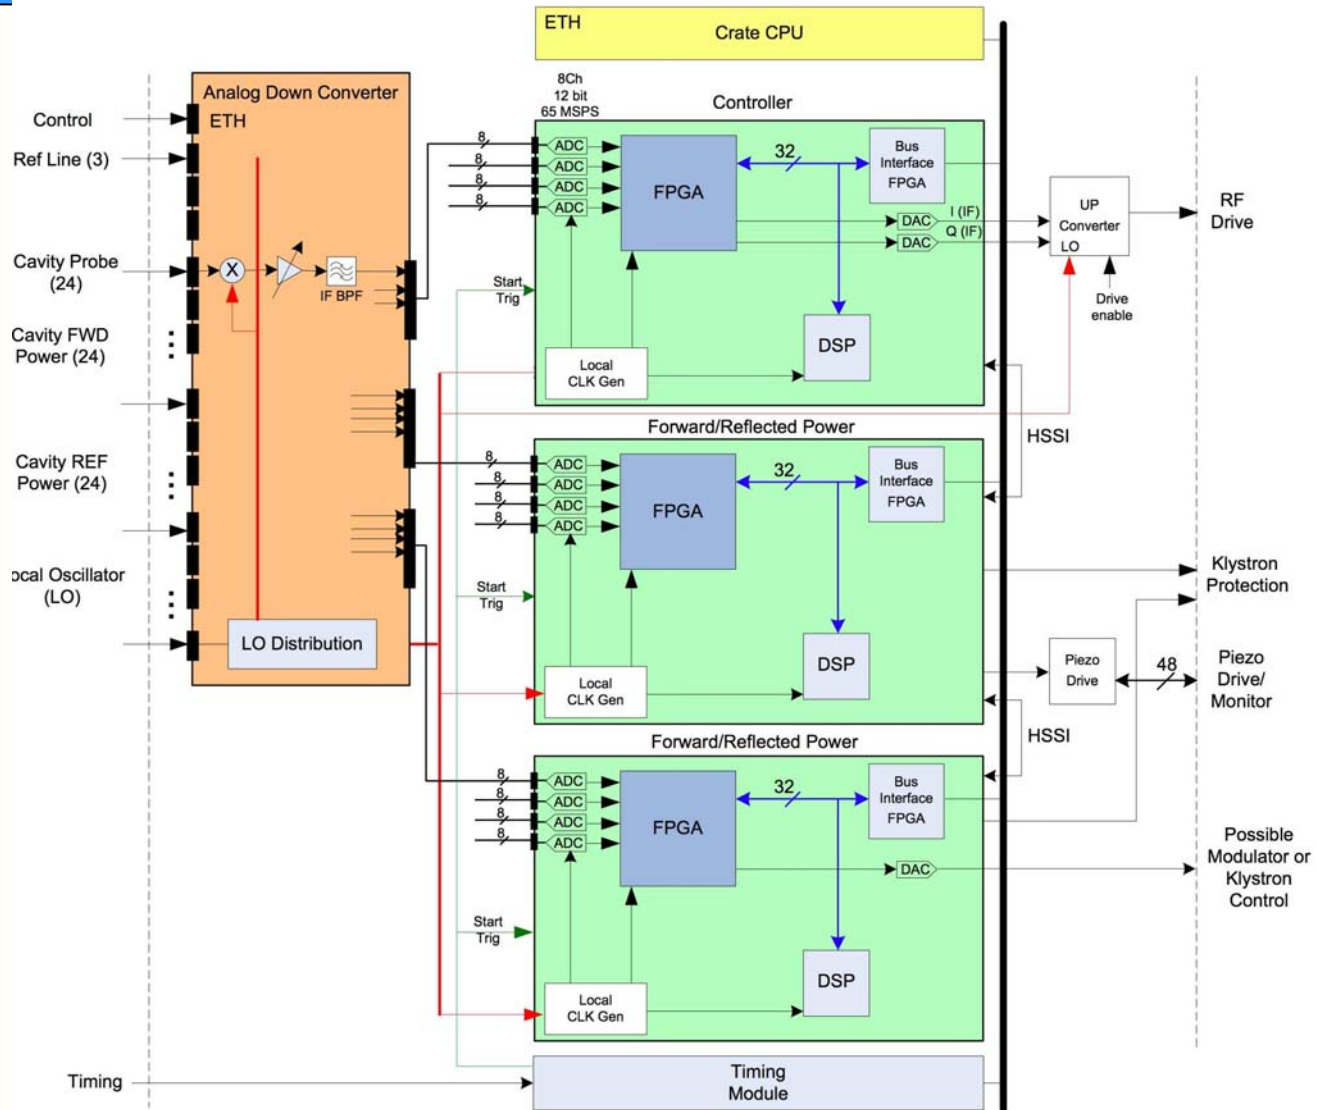 ETH
Crate CPU
Analog Down Converter
ETH
8Ch
12 bit
65 MSPS
Controller
Control
Ref Line (3)
Cavity Probe
(24)
Cavity FWD
Power (24)
Cavity REF
Power (24)
ocal Oscillator
(LO)
X
IF BPF
LO Distribution
8
8
8
8
ADC
ADC
ADC
ADC
FPGA
32
Bus
Interface
FPGA
DAC
DAC
I (IF)
Q (IF)
UP
Converter
LO
RF
Drive
Drive
enable
Start
Trig
Local
CLK Gen
DSP
HSSI
Forward/Reflected Power
8
8
8
8
ADC
ADC
ADC
ADC
FPGA
32
Bus
Interface
FPGA
Start
Trig
Local
CLK Gen
DSP
Klystron
Protection
Piezo
Drive
48
Piezo
Drive/
Monitor
HSSI
Forward/Reflected Power
8
8
8
8
ADC
ADC
ADC
ADC
FPGA
32
Bus
Interface
FPGA
DAC
Possible
Modulator or
Klystron
Control
Start
Trig
Local
CLK Gen
DSP
Timing
Timing
Module